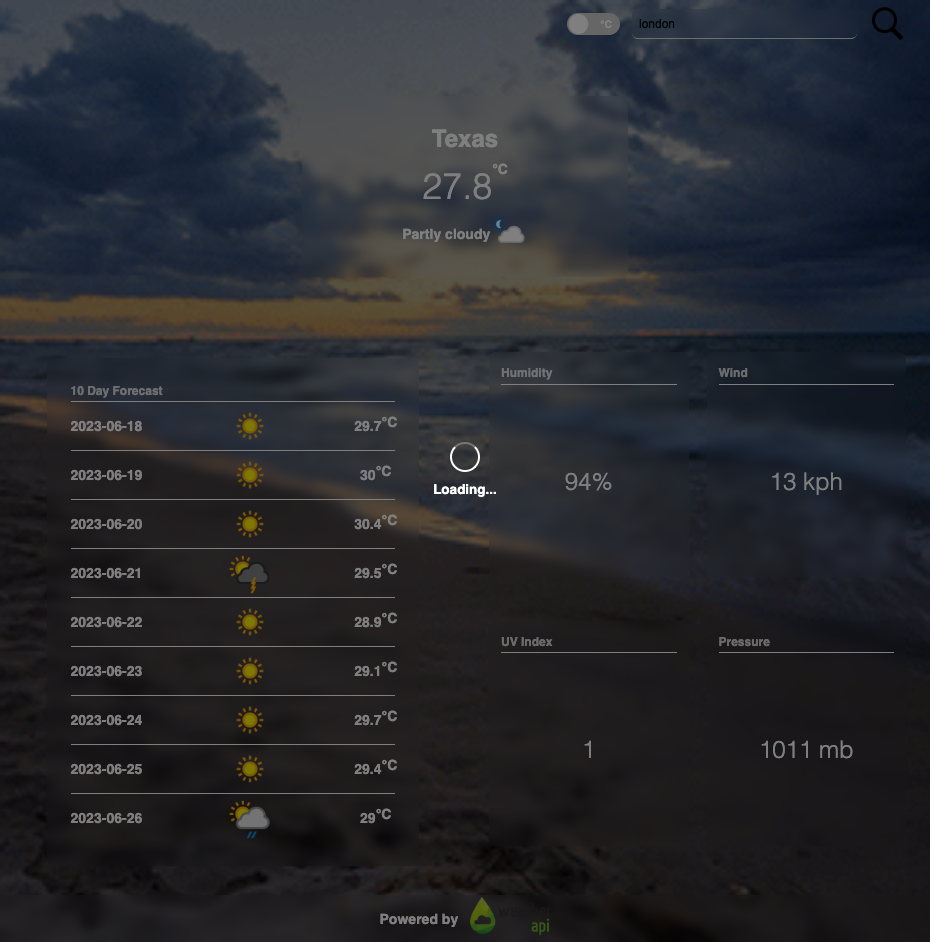 °C
london
Texas
27.8°C
Partly cloudy
10 Day Forecast
2023-06-18 29.7°C
2023-06-19 30°C
2023-06-20 30.4°C
2023-06-21 29.5°C
2023-06-22 28.9°C
2023-06-23 29.1°C
2023-06-24 29.7°C
2023-06-25 29.4°C
2023-06-26 29°C
Humidity
94%
Wind
13 kph
Loading...
UV Index
1
Pressure
1011 mb
Powered by
api